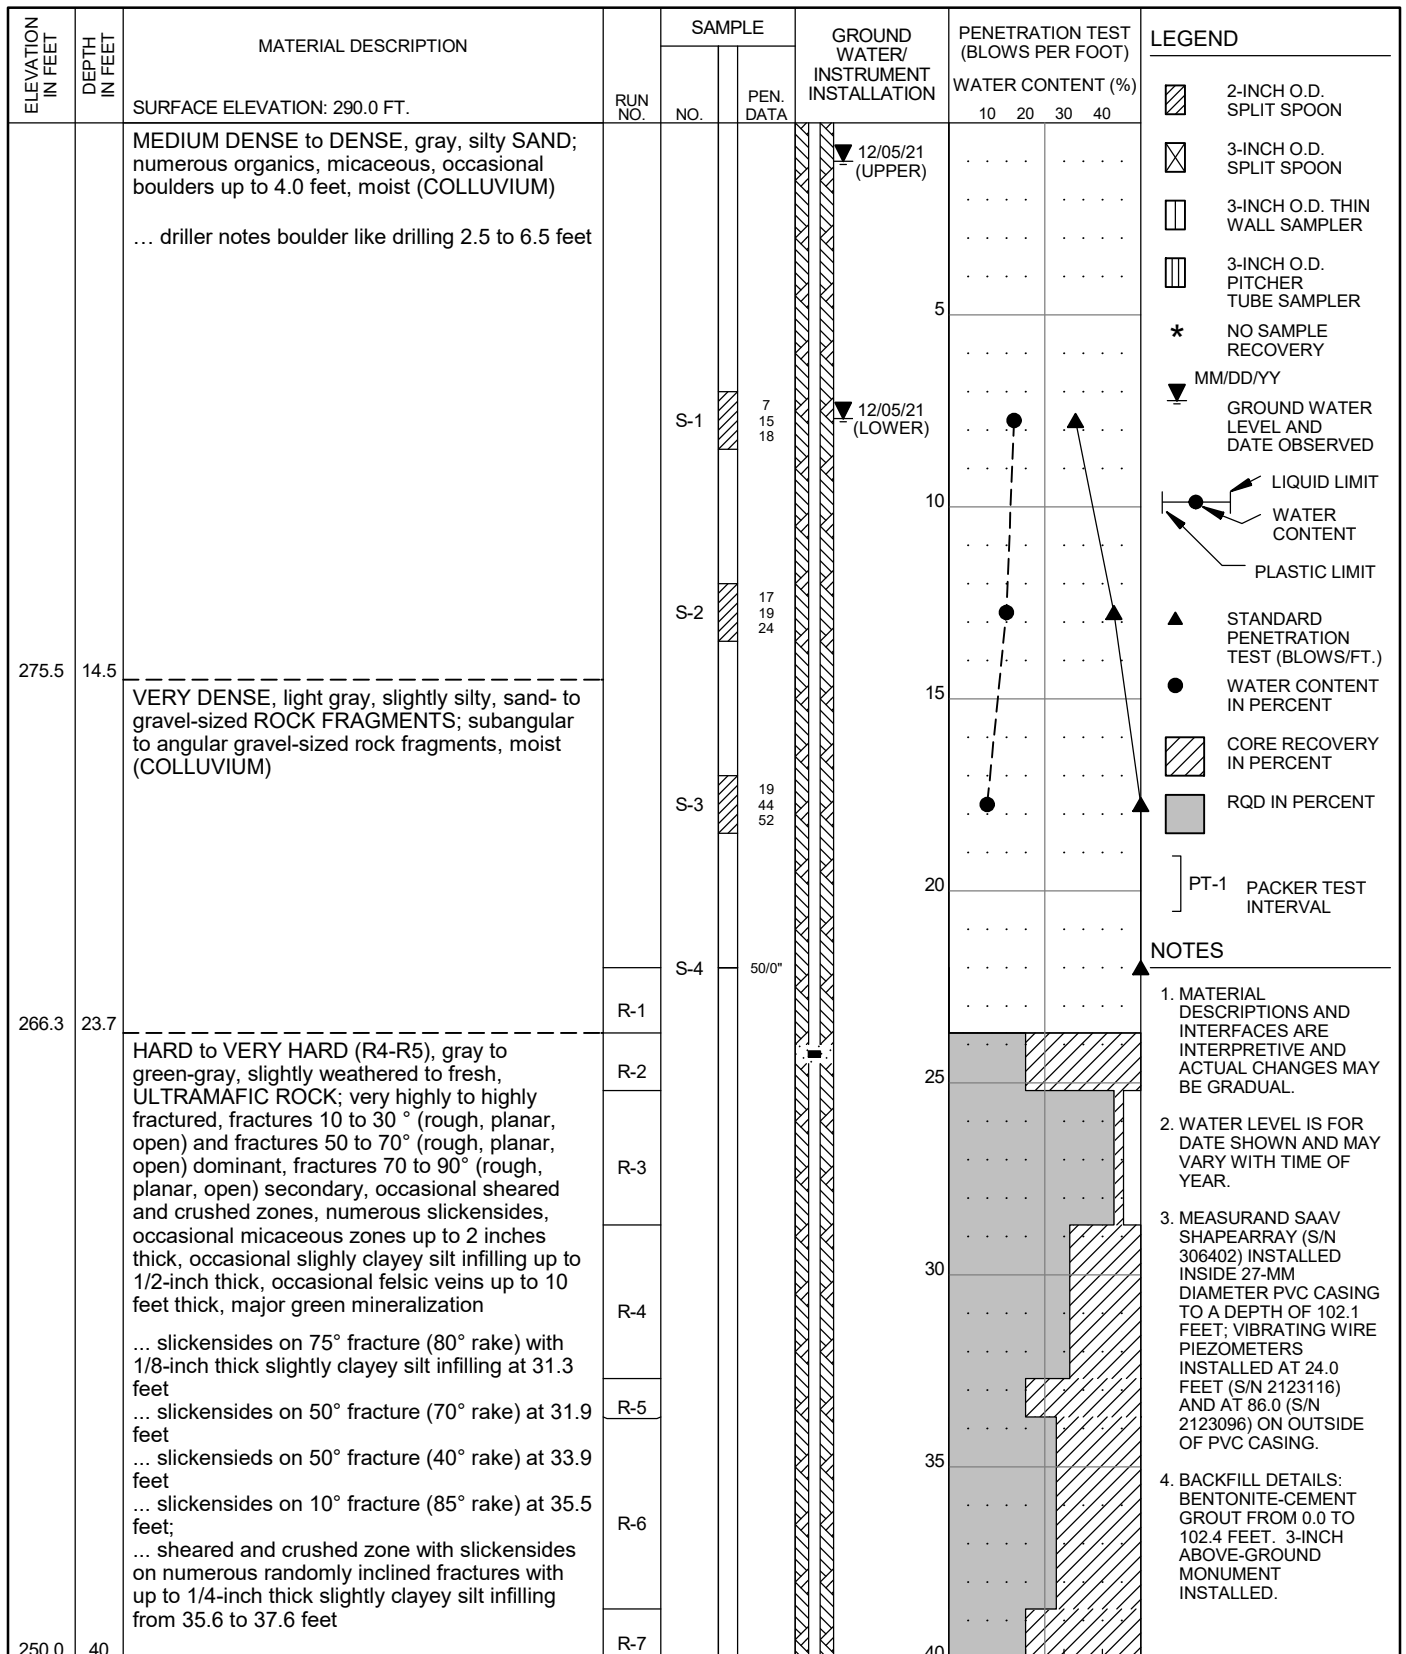 ELEVATION
IN FEET
DEPTH
IN FEET
MATERIAL DESCRIPTION
SURFACE ELEVATION: 290.0 FT.
RUN
NO.
SAMPLE
NO.
PEN.
DATA
GROUND
WATER/
INSTRUMENT
INSTALLATION
PENETRATION TEST
(BLOWS PER FOOT)
WATER CONTENT (%)
10 20 30 40
MEDIUM DENSE to DENSE, gray, silty SAND;
numerous organics, micaceous, occasional
boulders up to 4.0 feet, moist (COLLUVIUM)
… driller notes boulder like drilling 2.5 to 6.5 feet
275.5 14.5
VERY DENSE, light gray, slightly silty, sand- to
gravel-sized ROCK FRAGMENTS; subangular
to angular gravel-sized rock fragments, moist
(COLLUVIUM)
266.3 23.7
HARD to VERY HARD (R4-R5), gray to
green-gray, slightly weathered to fresh,
ULTRAMAFIC ROCK; very highly to highly
fractured, fractures 10 to 30 ° (rough, planar,
open) and fractures 50 to 70° (rough, planar,
open) dominant, fractures 70 to 90° (rough,
planar, open) secondary, occasional sheared
and crushed zones, numerous slickensides,
occasional micaceous zones up to 2 inches
thick, occasional slighly clayey silt infilling up to
1/2-inch thick, occasional felsic veins up to 10
feet thick, major green mineralization
... slickensides on 75° fracture (80° rake) with
1/8-inch thick slightly clayey silt infilling at 31.3
feet
... slickensides on 50° fracture (70° rake) at 31.9
feet
... slickensieds on 50° fracture (40° rake) at 33.9
feet
... slickensides on 10° fracture (85° rake) at 35.5
feet;
... sheared and crushed zone with slickensides
on numerous randomly inclined fractures with
up to 1/4-inch thick slightly clayey silt infilling
from 35.6 to 37.6 feet
250.0 40
R-1
R-2
R-3
R-4
R-5
R-6
R-7
S-1
7
15
18
S-2
17
19
24
S-3
19
44
52
S-4
50/0"
12/05/21
(UPPER)
12/05/21
(LOWER)
5
10
15
20
25
30
35
40
LEGEND
2-INCH O.D.
SPLIT SPOON
3-INCH O.D.
SPLIT SPOON
3-INCH O.D. THIN
WALL SAMPLER
3-INCH O.D.
PITCHER
TUBE SAMPLER
* NO SAMPLE
RECOVERY
MM/DD/YY
GROUND WATER
LEVEL AND
DATE OBSERVED
LIQUID LIMIT
WATER
CONTENT
PLASTIC LIMIT
STANDARD
PENETRATION
TEST (BLOWS/FT.)
WATER CONTENT
IN PERCENT
CORE RECOVERY
IN PERCENT
RQD IN PERCENT
PT-1 PACKER TEST
INTERVAL
NOTES
1. MATERIAL
DESCRIPTIONS AND
INTERFACES ARE
INTERPRETIVE AND
ACTUAL CHANGES MAY
BE GRADUAL.
2. WATER LEVEL IS FOR
DATE SHOWN AND MAY
VARY WITH TIME OF
YEAR.
3. MEASURAND SAAV
SHAPEARRAY (S/N
306402) INSTALLED
INSIDE 27-MM
DIAMETER PVC CASING
TO A DEPTH OF 102.1
FEET; VIBRATING WIRE
PIEZOMETERS
INSTALLED AT 24.0
FEET (S/N 2123116)
AND AT 86.0 (S/N
2123096) ON OUTSIDE
OF PVC CASING.
4. BACKFILL DETAILS:
BENTONITE-CEMENT
GROUT FROM 0.0 TO
102.4 FEET. 3-INCH
ABOVE-GROUND
MONUMENT
INSTALLED.